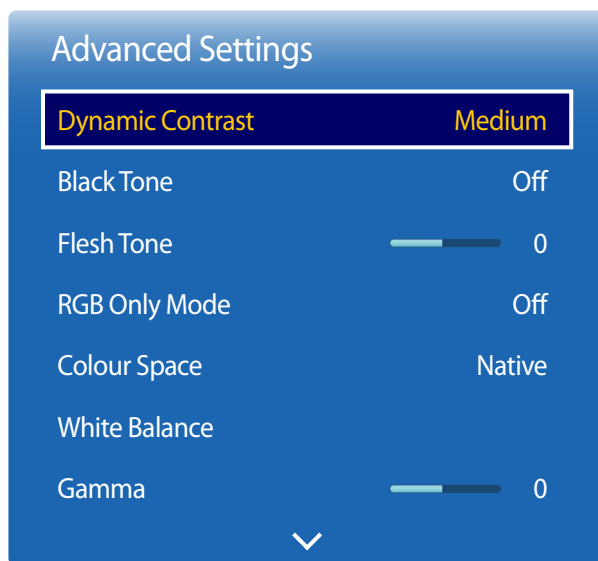 Advanced Settings
Dynamic Contrast Medium
Black Tone Off
Flesh Tone 0
RGB Only Mode Off
Colour Space Native
White Balance
Gamma 0